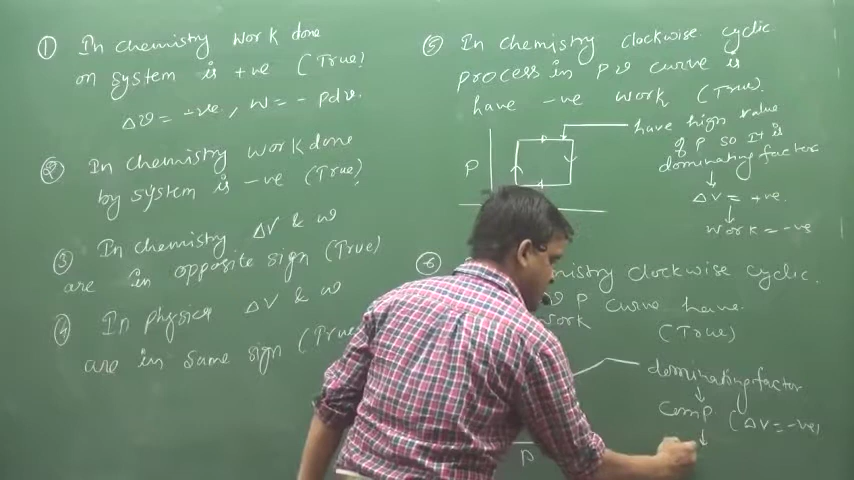 ① In chemistry work done
on system is +ve (True)
ΔV = -ve, W = - Pdv.
② In chemistry work done
by system is -ve (True)
③ In chemistry ΔV & W
are in opposite sign (True)
④ In physics ΔV & W
are in same sign (True
⑤ In chemistry clockwise cyclic
process in PV curve is
have -ve work (True)
have high value
of P so it is
dominating factor
↓
ΔV = +ve.
↓
work = -ve
P
⑥ mistry clockwise cyclic.
P curve have
work
(True)
dominating factor
↓
comp. (ΔV = -ve)
↓
P